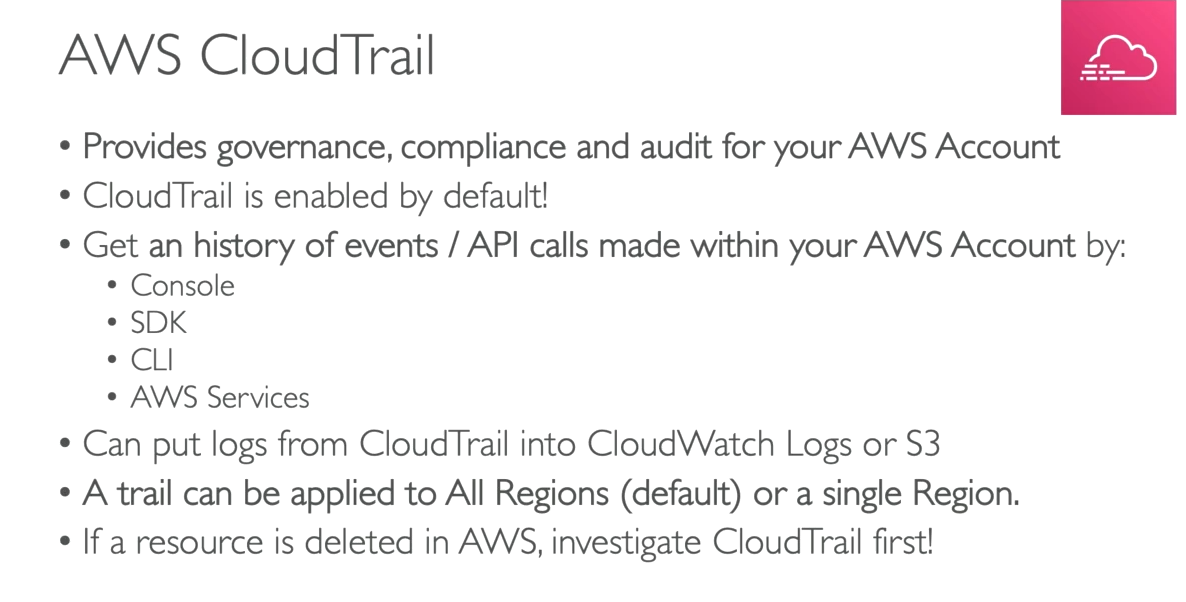 AWS CloudTrail
• Provides governance, compliance and audit for your AWS Account
• CloudTrail is enabled by default!
• Get an history of events / API calls made within your AWS Account by:
• Console
• SDK
• CLI
• AWS Services
• Can put logs from CloudTrail into CloudWatch Logs or S3
• A trail can be applied to All Regions (default) or a single Region.
• If a resource is deleted in AWS, investigate CloudTrail first!